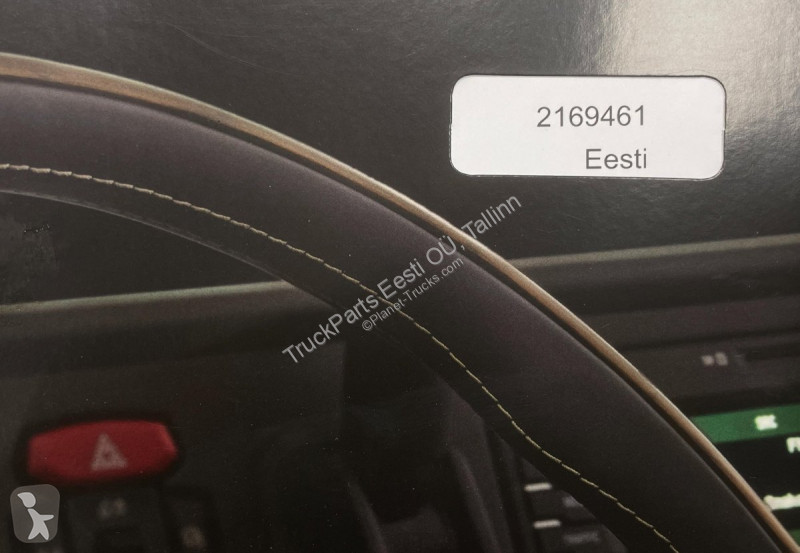 2169461
Eesti
TruckParts Eesti OÜ, Tallinn
©Planet-Trucks.com